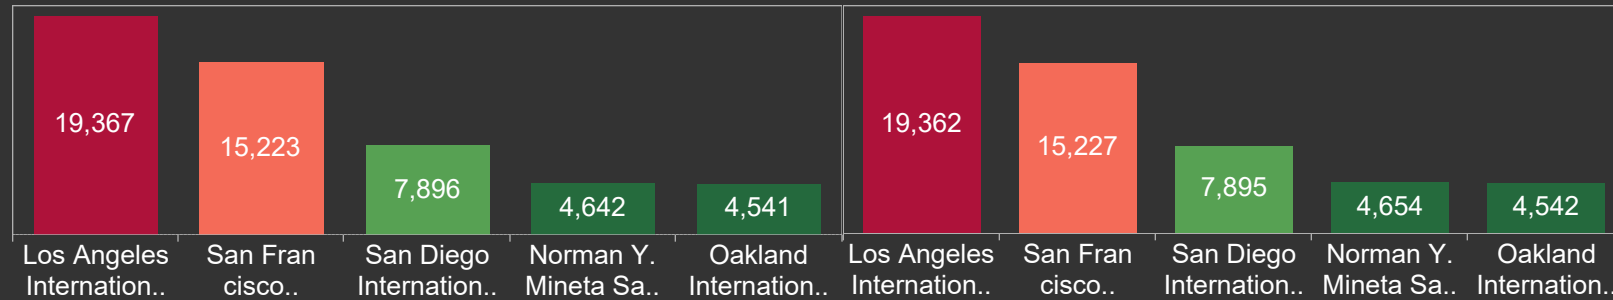 19,367
15,223
7,896
4,642
4,541
Los Angeles
Internation..
San Fran
cisco..
San Diego
Internation..
Norman Y.
Mineta Sa..
Oakland
Internation..
19,362
15,227
7,895
4,654
4,542
Los Angeles
Internation..
San Fran
cisco..
San Diego
Internation..
Norman Y.
Mineta Sa..
Oakland
Internation..